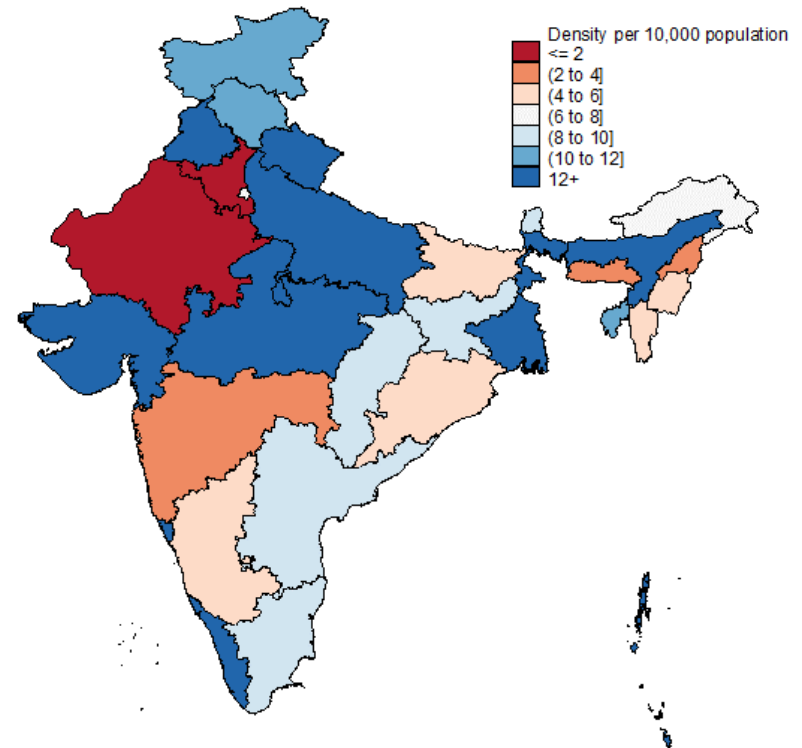 Density per 10,000 population
<= 2
(2 to 4]
(4 to 6]
(6 to 8]
(8 to 10]
(10 to 12]
12+